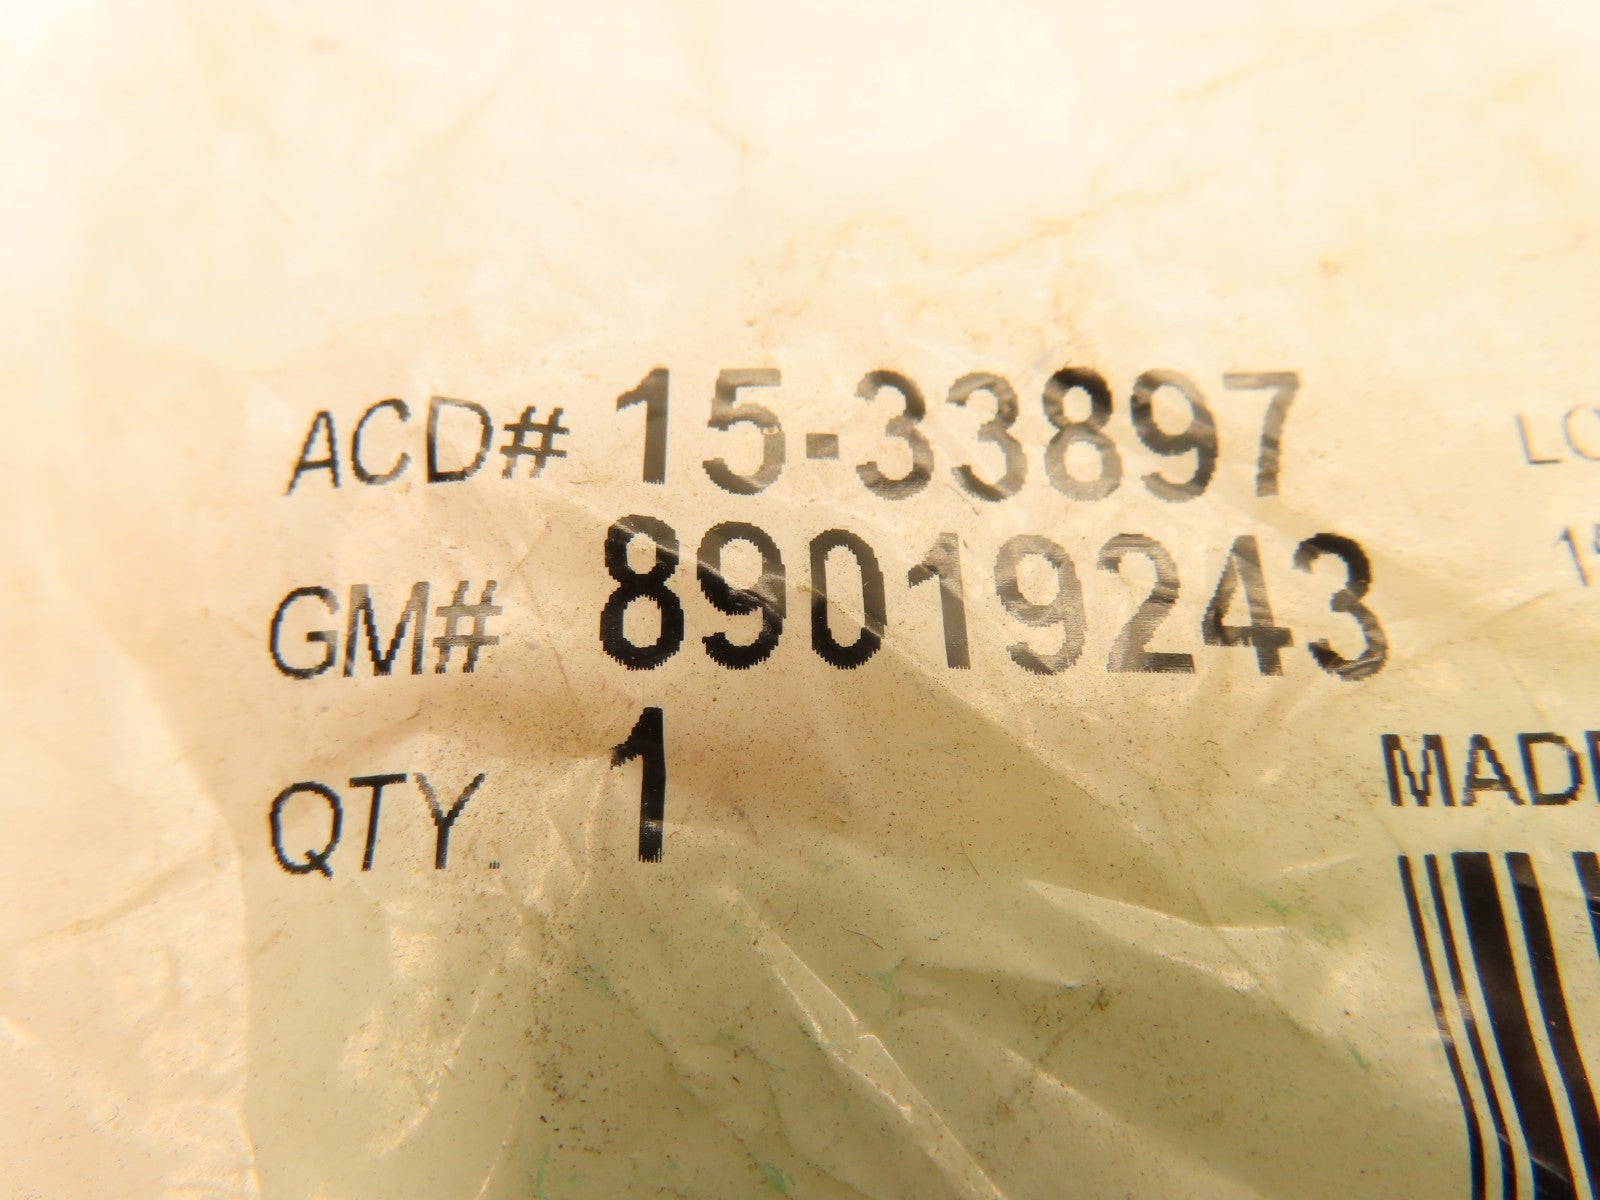 ACD# 15-33897
GM# 89019243
QTY. 1